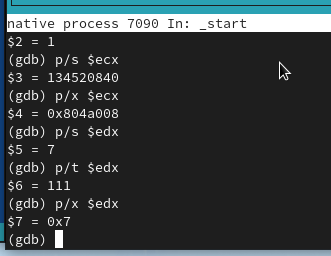 native process 7090 In: _start
$2 = 1
(gdb) p/s $ecx
$3 = 134520840
(gdb) p/x $ecx
$4 = 0x804a008
(gdb) p/s $edx
$5 = 7
(gdb) p/t $edx
$6 = 111
(gdb) p/x $edx
$7 = 0x7
(gdb)